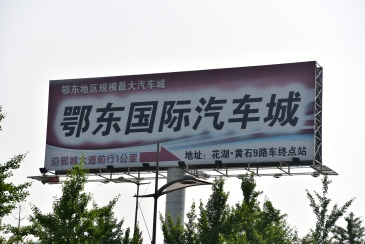 鄂东地区规模最大汽车城
鄂东国际汽车城
沿鄂城大道前行1公里
地址:花湖·黄石9路车终点站